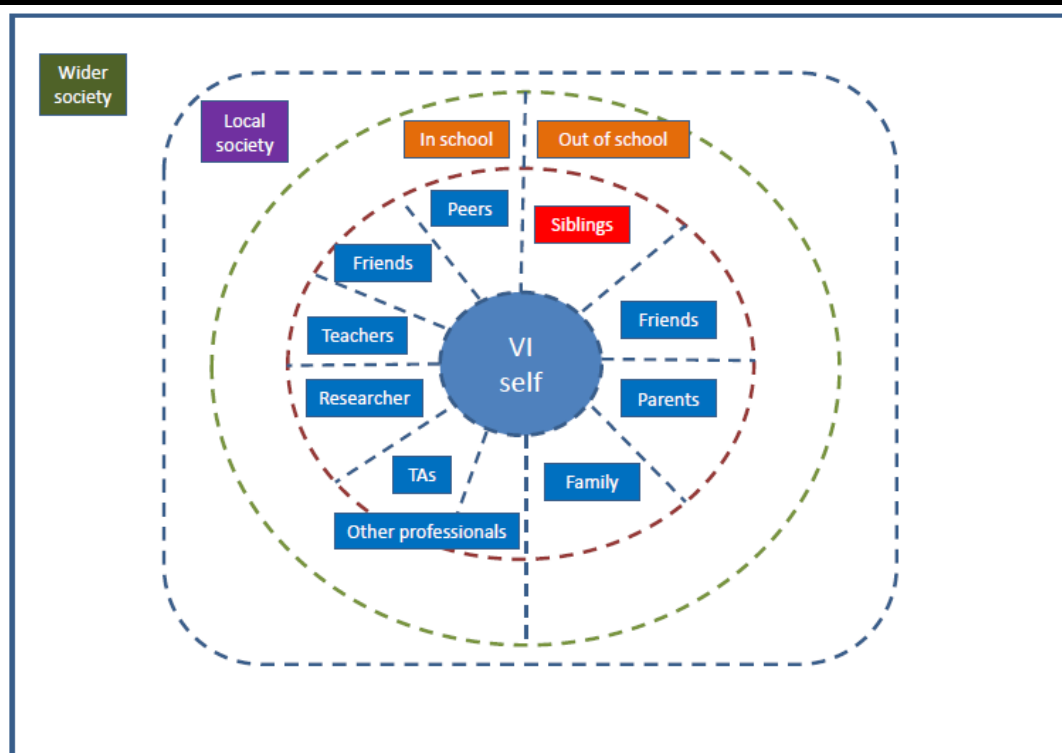 Wider
society
Local
society
In school
Out of school
Peers
Siblings
Friends
Friends
Teachers
VI
self
Researcher
Parents
TAs
Family
Other professionals